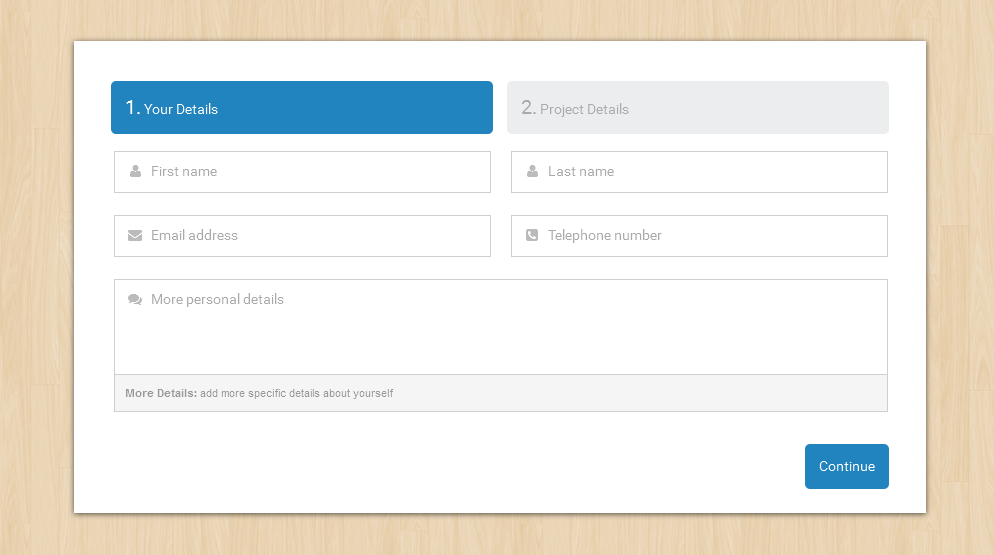 1. Your Details
2. Project Details
First name
Last name
Email address
Telephone number
More personal details
More Details: add more specific details about yourself
Continue